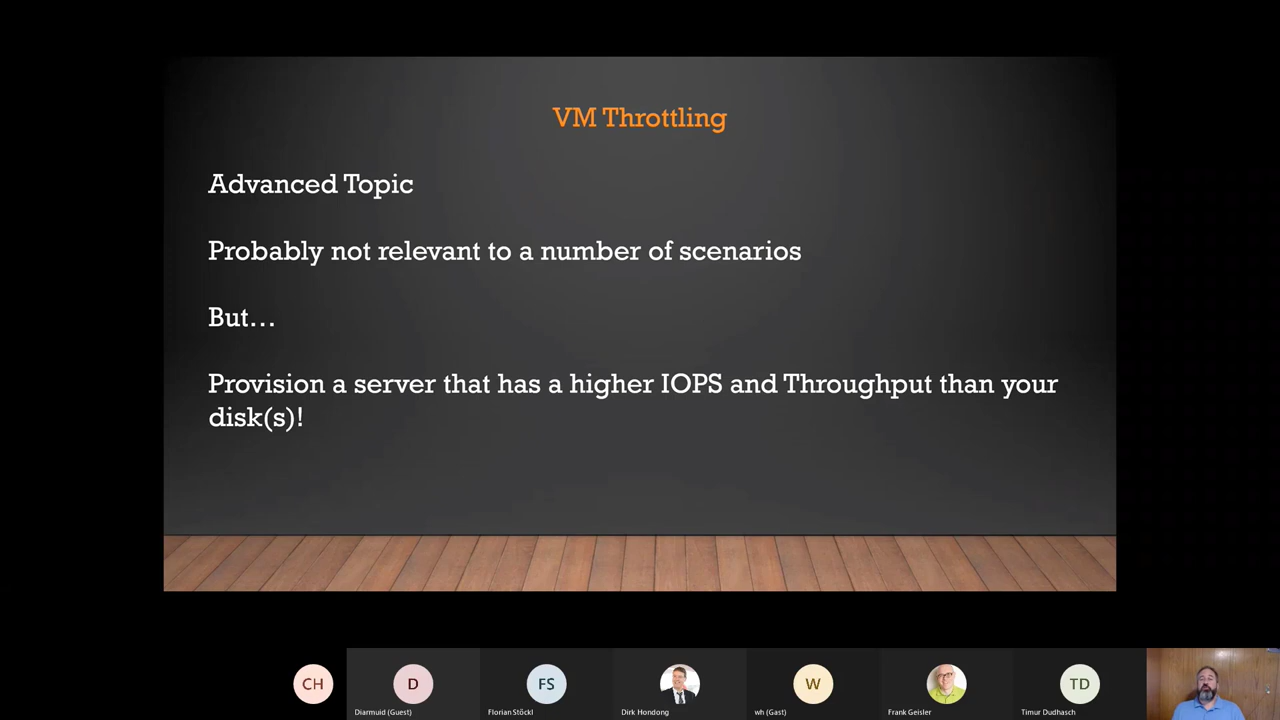 VM Throttling
Advanced Topic
Probably not relevant to a number of scenarios
But...
Provision a server that has a higher IOPS and Throughput than your
disk(s)!
CH
D
FS
W
TD
Diarmuid (Guest)
Florian Stöckl
Dirk Hondong
wh (Gast)
Frank Geisler
Timur Dudhasch